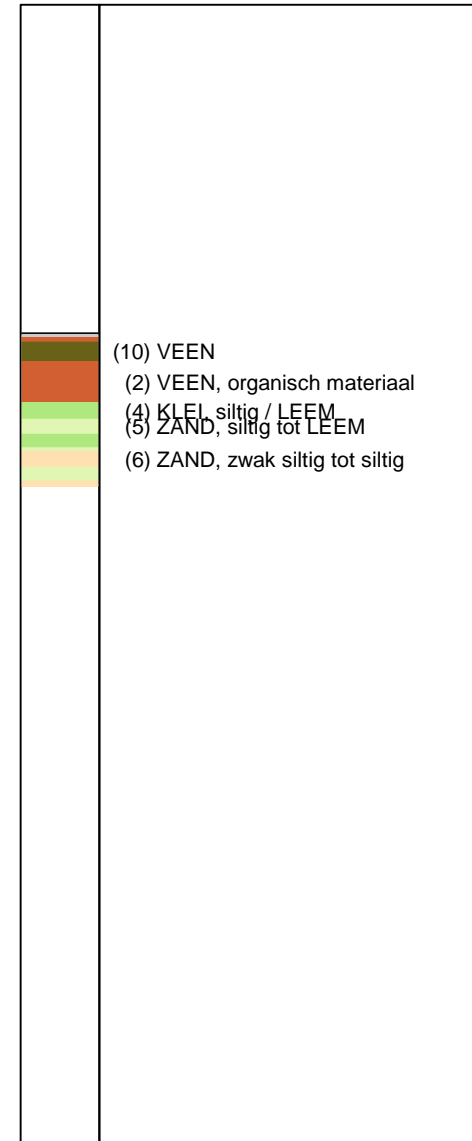 (10) VEEN
(2) VEEN, organisch materiaal
(4) KLEI, siltig / LEEM
(5) ZAND, siltig tot LEEM
(6) ZAND, zwak siltig tot siltig